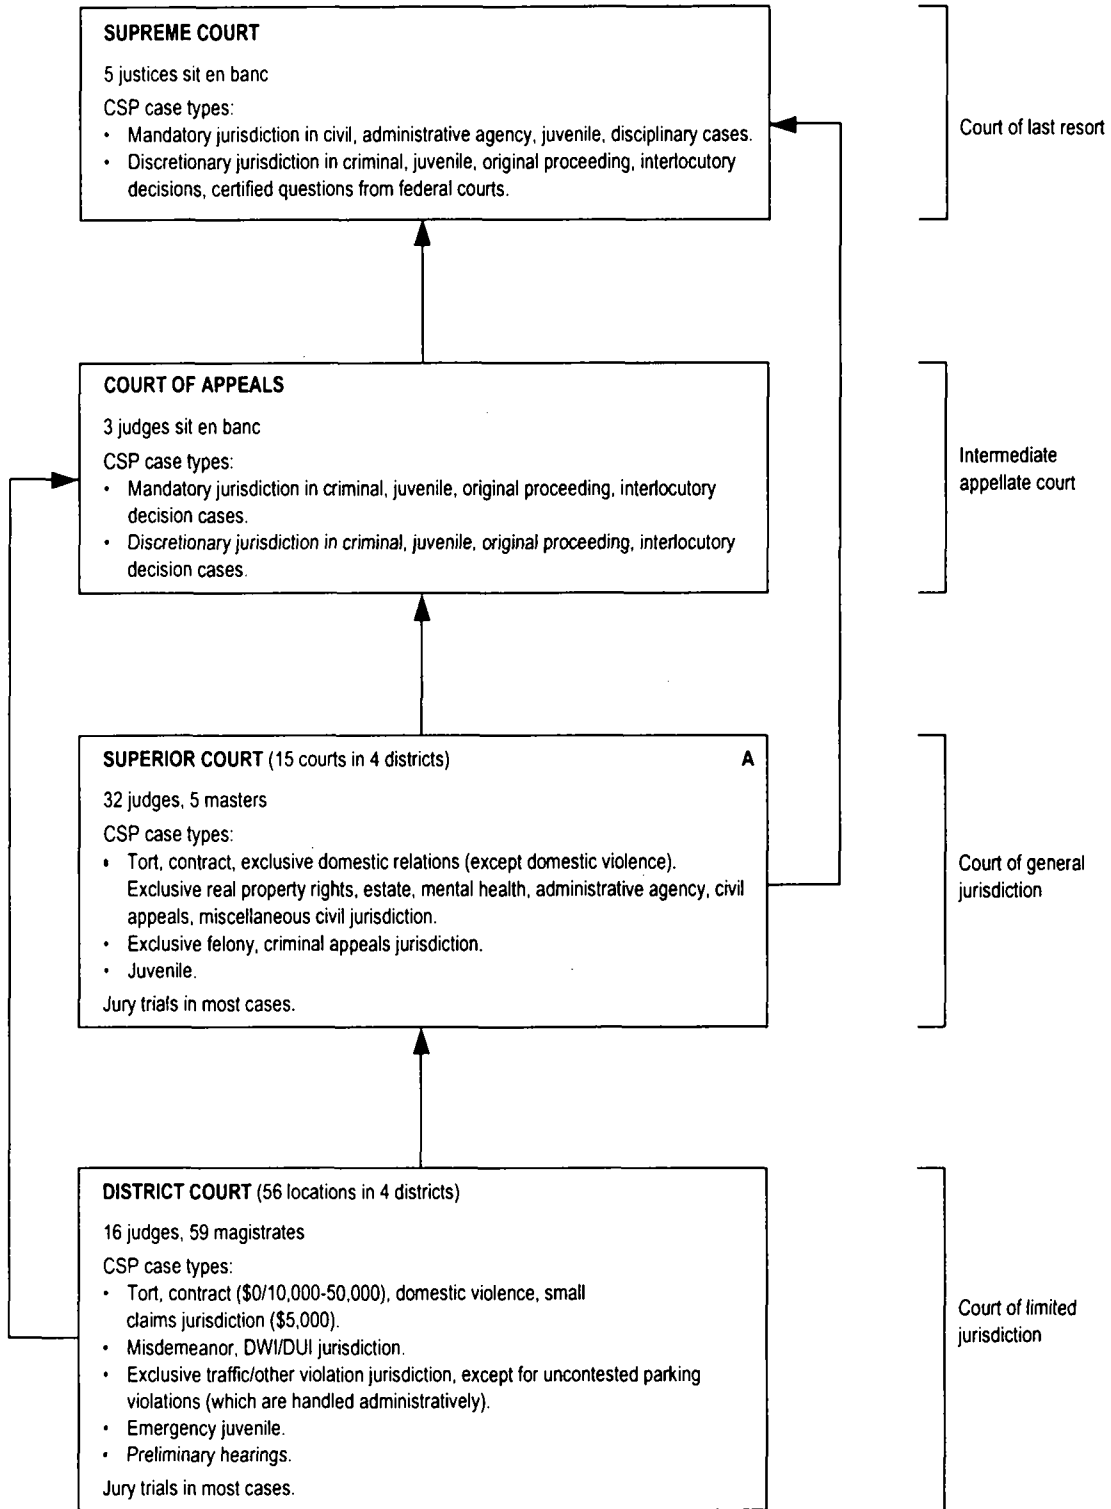 SUPREME COURT
5 justices sit en banc
CSP case types:
• Mandatory jurisdiction in civil, administrative agency, juvenile, disciplinary cases.
• Discretionary jurisdiction in criminal, juvenile, original proceeding, interlocutory
decisions, certified questions from federal courts.
Court of last resort
COURT OF APPEALS
3 judges sit en banc
CSP case types:
• Mandatory jurisdiction in criminal, juvenile, original proceeding, interlocutory
decision cases.
• Discretionary jurisdiction in criminal, juvenile, original proceeding, interlocutory
decision cases.
Intermediate
appellate court
SUPERIOR COURT (15 courts in 4 districts) A
32 judges, 5 masters
CSP case types:
• Tort, contract, exclusive domestic relations (except domestic violence).
Exclusive real property rights, estate, mental health, administrative agency, civil
appeals, miscellaneous civil jurisdiction.
• Exclusive felony, criminal appeals jurisdiction.
• Juvenile.
Jury trials in most cases.
Court of general
jurisdiction
DISTRICT COURT (56 locations in 4 districts)
16 judges, 59 magistrates
CSP case types:
• Tort, contract ($0/10,000-50,000), domestic violence, small
claims jurisdiction ($5,000).
• Misdemeanor, DWI/DUI jurisdiction.
• Exclusive traffic/other violation jurisdiction, except for uncontested parking
violations (which are handled administratively).
• Emergency juvenile.
• Preliminary hearings.
Jury trials in most cases.
Court of limited
jurisdiction